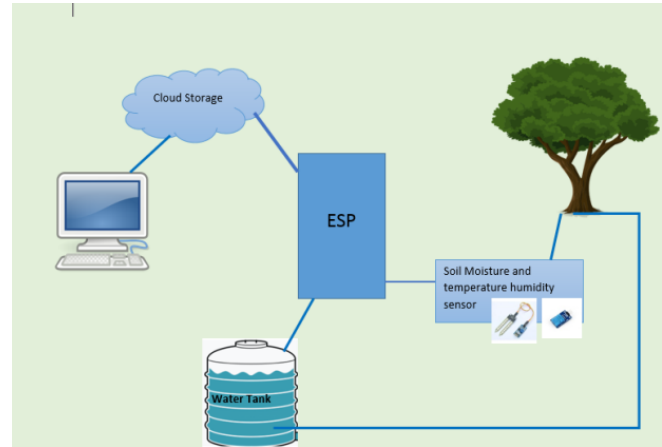 Cloud Storage
ESP
Soil Moisture and
temperature humidity
sensor
Water Tank